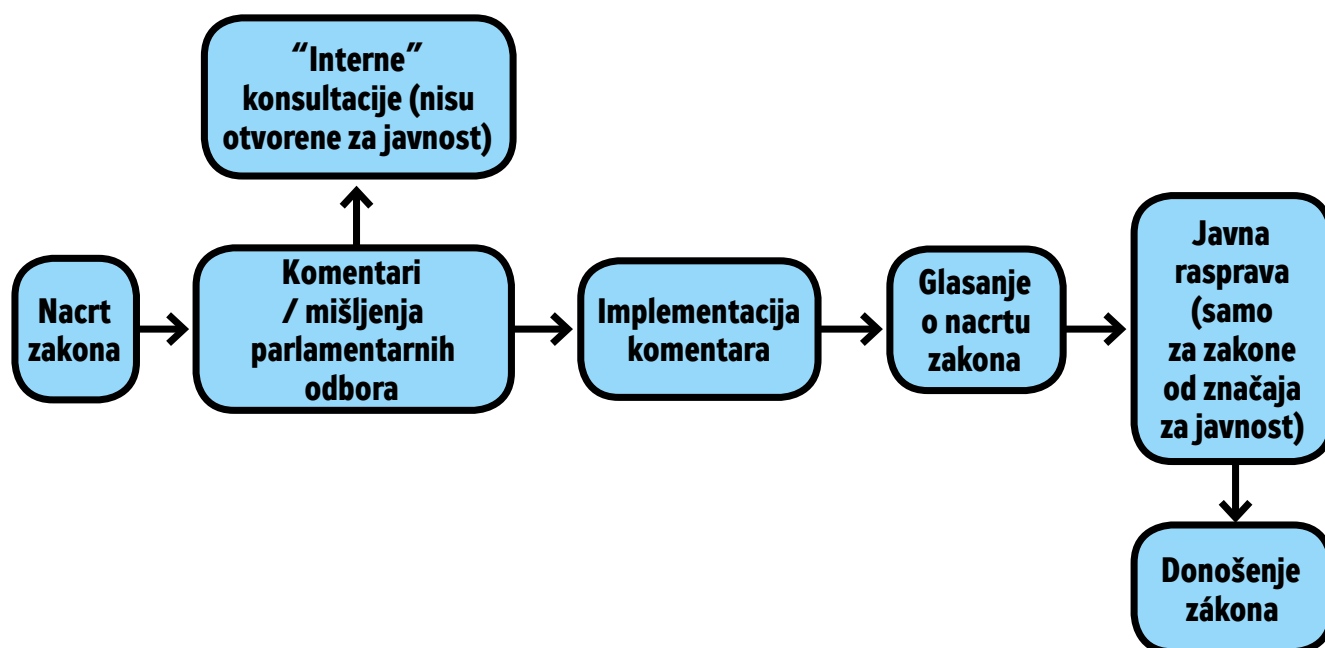 “Interne”
konsultacije (nisu
otvorene za javnost)
Nacrt
zakona
Komentari
/ mišljenja
parlamentarnih
odbora
Implementacija
komentara
Glasanje
o nacrtu
zakona
Javna
rasprava
(samo
za zakone
od značaja
za javnost)
Donošenje
zákona